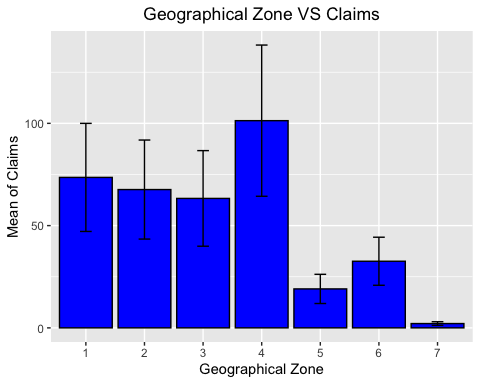 Geographical Zone VS Claims
Mean of Claims
100
50
0
1 2 3 4 5 6 7
Geographical Zone